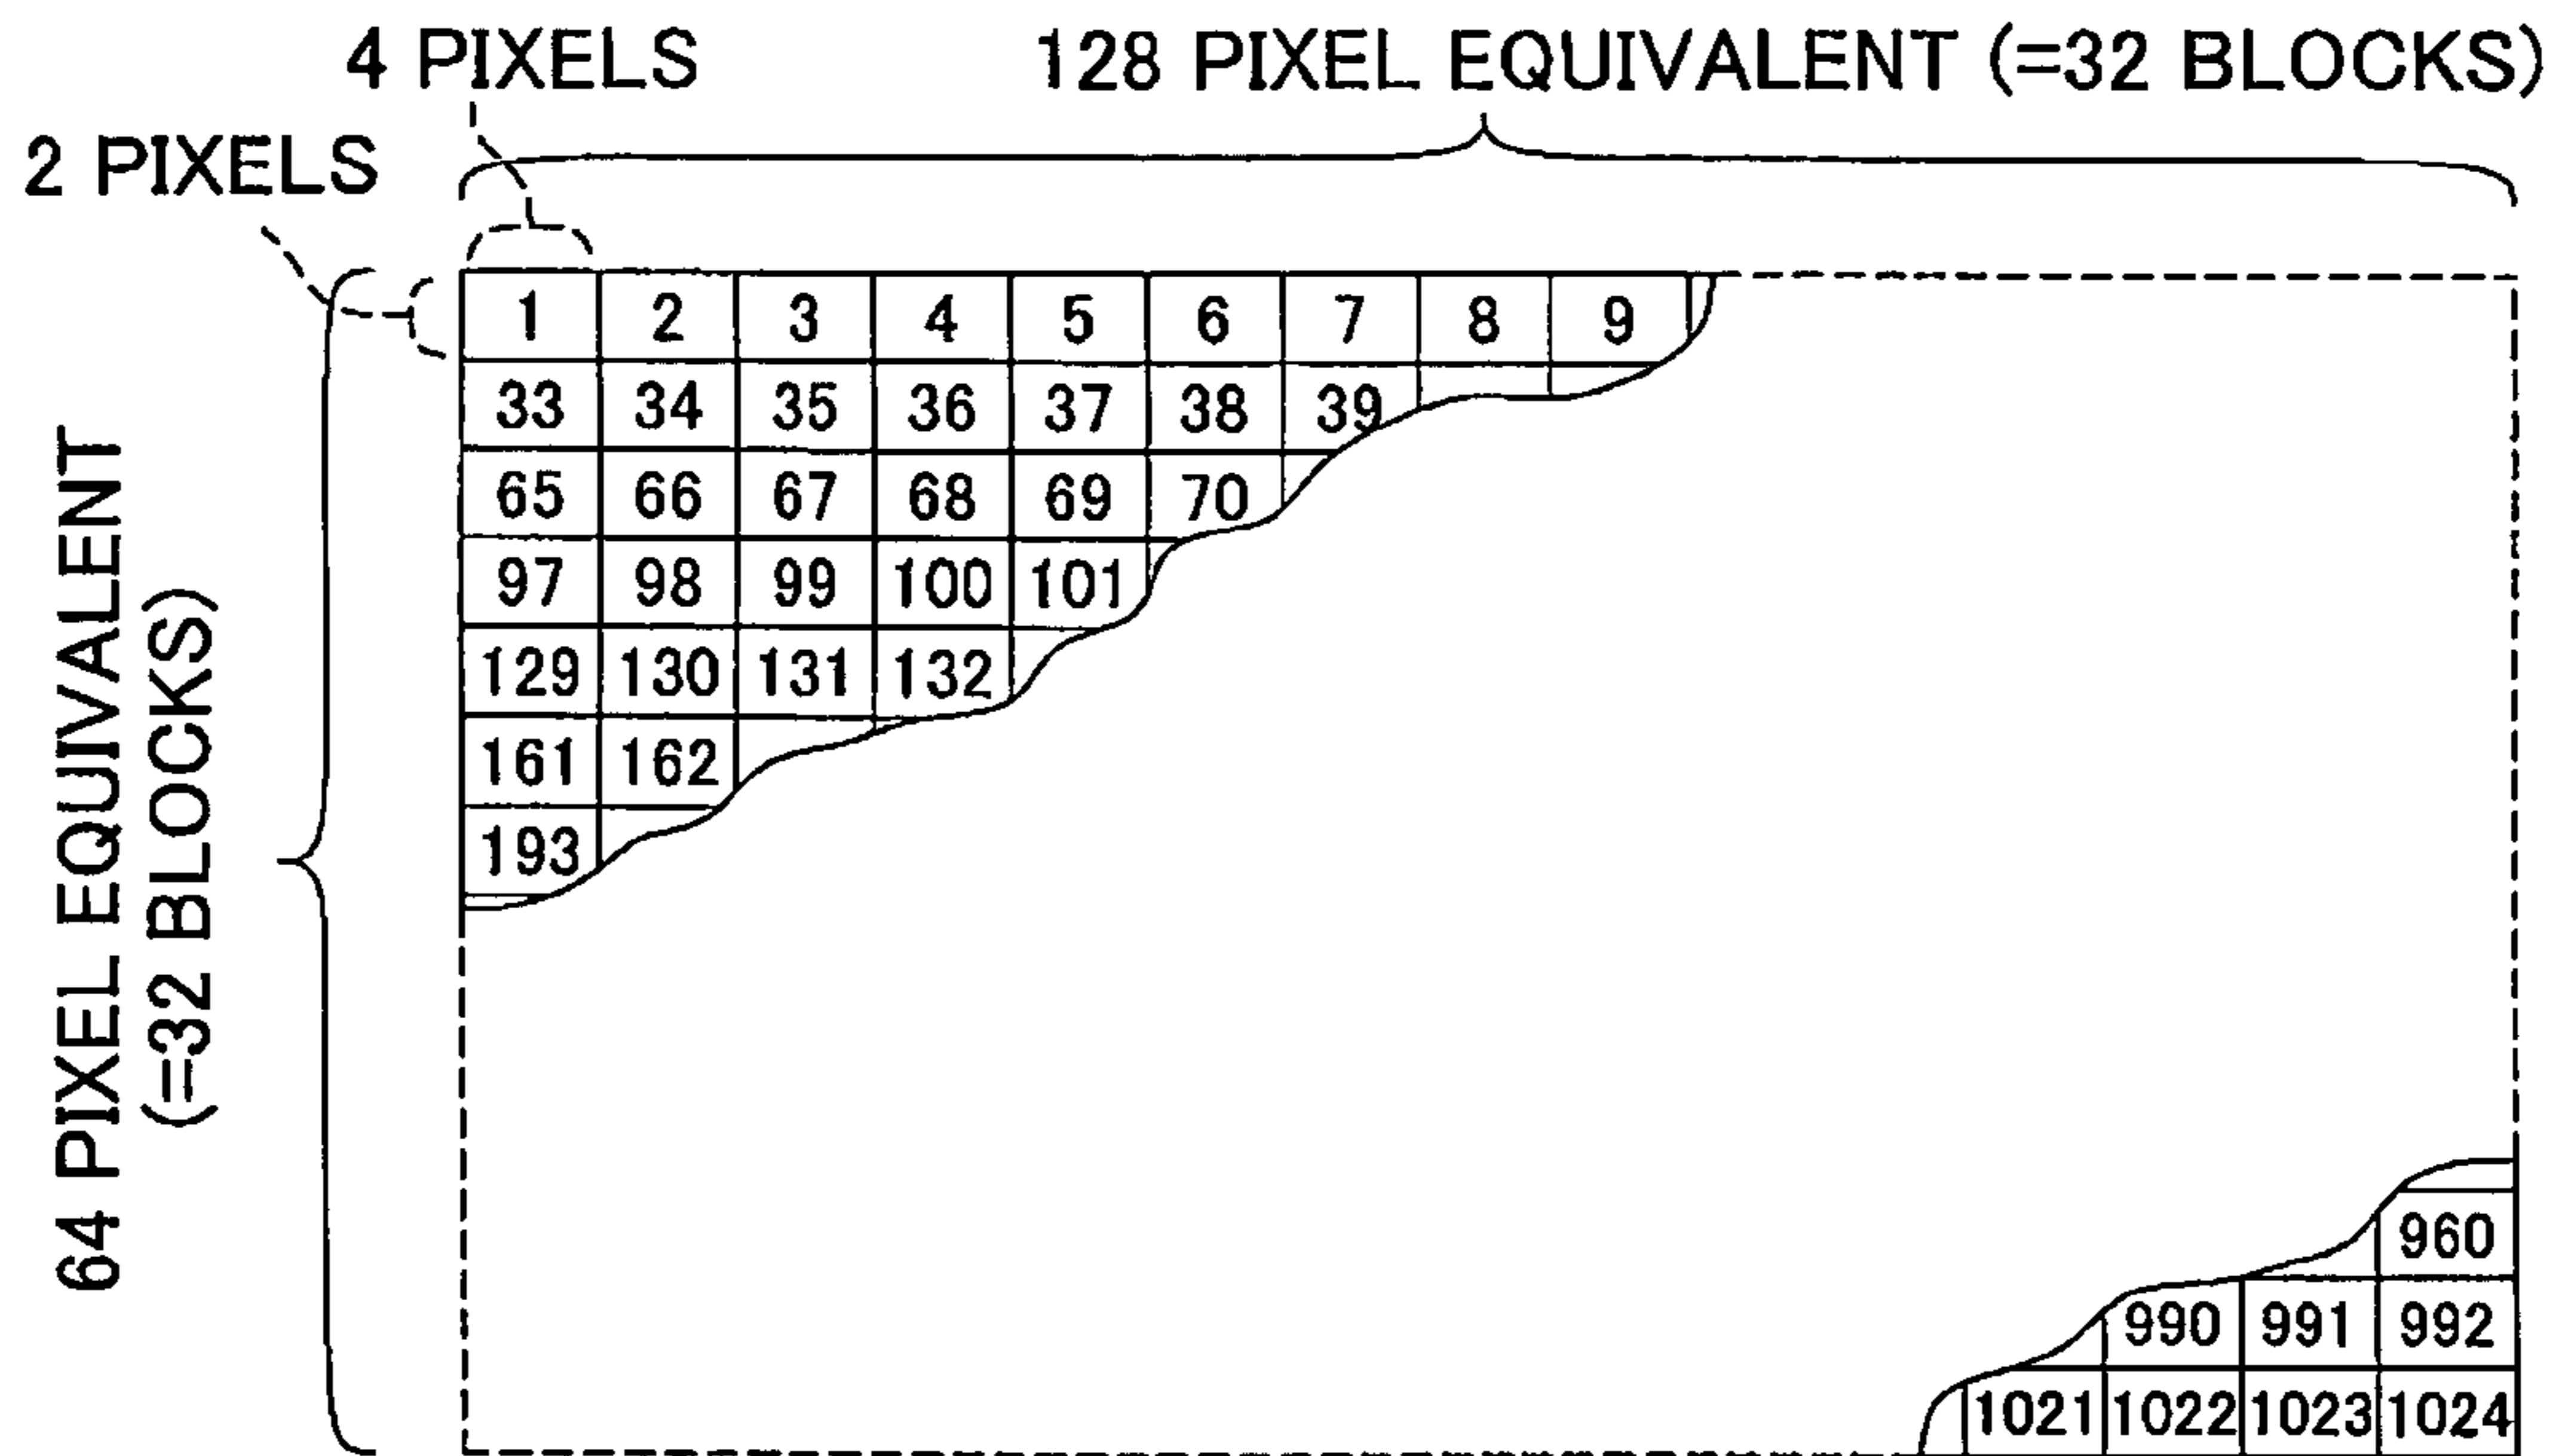 4 PIXELS
128 PIXEL EQUIVALENT (=32 BLOCKS)
2 PIXELS
64 PIXEL EQUIVALENT
(=32 BLOCKS)
1 2 3 4 5 6 7 8 9
33 34 35 36 37 38 39
65 66 67 68 69 70
97 98 99 100 101
129 130 131 132
161 162
193
960
990 991 992
1021 1022 1023 1024